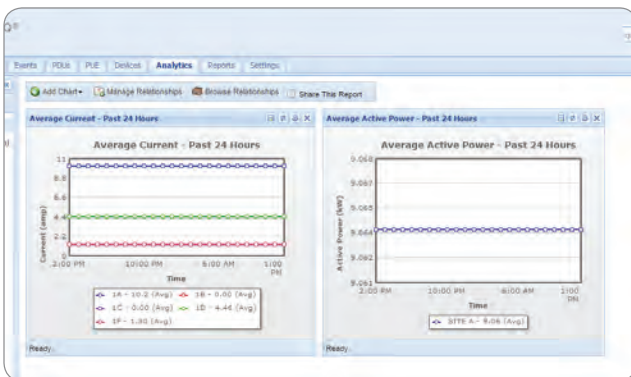 Events PDUs PUE Devices Analytics Reports Settings
Add Chart Manage Relationships Browse Relationships Share This Report
Average Current - Past 24 Hours
Average Current - Past 24 Hours
11
8.8
6.6
4.4
2.2
0
Current (amp)
2:00 PM 10:00 PM 6:00 AM 1:00 PM
Time
1A - 10.2 (Avg) 1B - 0.00 (Avg)
1C - 0.00 (Avg) 1D - 4.44 (Avg)
1F - 1.30 (Avg)
Ready
Average Active Power - Past 24 Hours
Average Active Power - Past 24 Hours
9.068
9.067
9.065
9.064
9.062
9.061
Active Power (kW)
2:00 PM 10:00 PM 6:00 AM 1:00 PM
Time
SITE A - 9.06 (Avg)
Ready